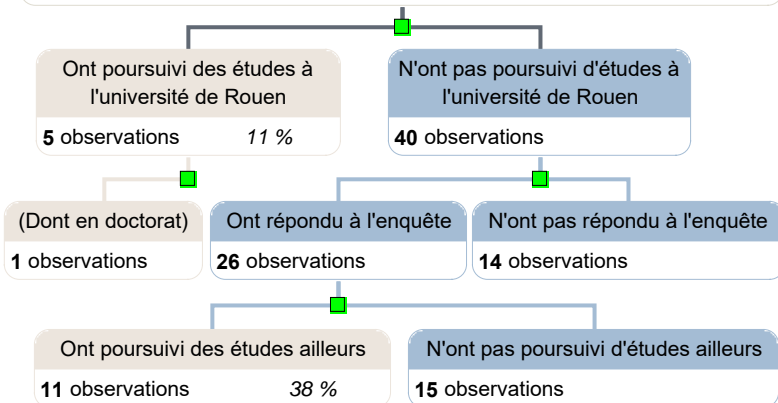 Ont poursuivi des études à
l'université de Rouen
5 observations 11 %
N'ont pas poursuivi d'études à
l'université de Rouen
40 observations
(Dont en doctorat)
1 observations
Ont répondu à l'enquête
26 observations
N'ont pas répondu à l'enquête
14 observations
Ont poursuivi des études ailleurs
11 observations 38 %
N'ont pas poursuivi d'études ailleurs
15 observations